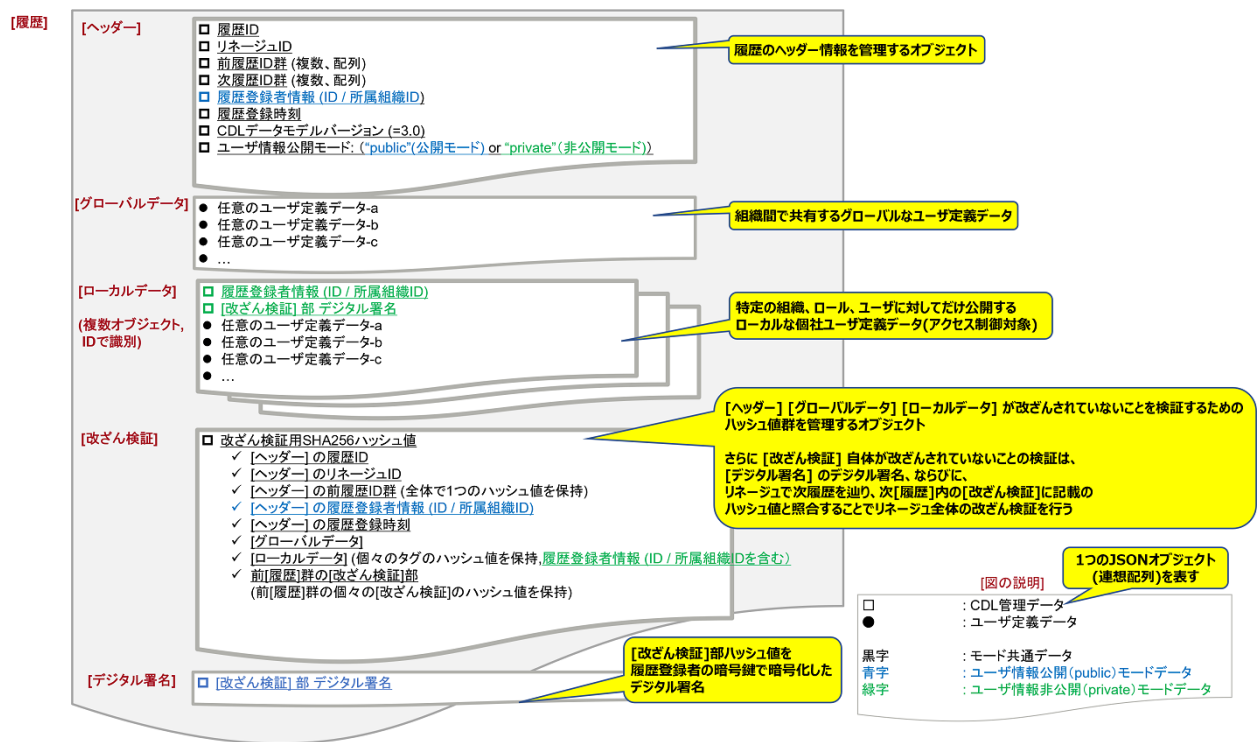 [履歴]
[ヘッダー]
□ 履歴ID
□ リネージュID
□ 前履歴ID群 (複数、配列)
□ 次履歴ID群 (複数、配列)
□ 履歴登録者情報 (ID / 所属組織ID)
□ 履歴登録時刻
□ CDLデータモデルバージョン (=3.0)
□ ユーザ情報公開モード: (“public”(公開モード) or “private”(非公開モード))
履歴のヘッダー情報を管理するオブジェクト
[グローバルデータ]
● 任意のユーザ定義データ-a
● 任意のユーザ定義データ-b
● 任意のユーザ定義データ-c
● …
組織間で共有するグローバルなユーザ定義データ
[ローカルデータ]
(複数オブジェクト,
IDで識別)
□ 履歴登録者情報 (ID / 所属組織ID)
□ [改ざん検証] 部 デジタル署名
● 任意のユーザ定義データ-a
● 任意のユーザ定義データ-b
● 任意のユーザ定義データ-c
● …
特定の組織、ロール、ユーザに対してだけ公開する
ローカルな個社ユーザ定義データ(アクセス制御対象)
[改ざん検証]
□ 改ざん検証用SHA256ハッシュ値
✓ [ヘッダー] の履歴ID
✓ [ヘッダー] のリネージュID
✓ [ヘッダー] の前履歴ID群 (全体で1つのハッシュ値を保持)
✓ [ヘッダー] の履歴登録者情報 (ID / 所属組織ID)
✓ [ヘッダー] の履歴登録時刻
✓ [グローバルデータ]
✓ [ローカルデータ] (個々のタグのハッシュ値を保持,履歴登録者情報 (ID / 所属組織IDを含む)
✓ 前[履歴]群の[改ざん検証]部
(前[履歴]群の個々の[改ざん検証]のハッシュ値を保持)
[ヘッダー] [グローバルデータ] [ローカルデータ] が改ざんされていないことを検証するための
ハッシュ値群を管理するオブジェクト
さらに [改ざん検証] 自体が改ざんされていないことの検証は、
[デジタル署名] のデジタル署名、ならびに、
リネージュで次履歴を辿り、次[履歴]内の[改ざん検証]に記載の
ハッシュ値と照合することでリネージュ全体の改ざん検証を行う
[デジタル署名]
□ [改ざん検証] 部 デジタル署名
[改ざん検証]部ハッシュ値を
履歴登録者の暗号鍵で暗号化した
デジタル署名
[図の説明]
1つのJSONオブジェクト
(連想配列)を表す
□ : CDL管理データ
● : ユーザ定義データ
黒字 : モード共通データ
青字 : ユーザ情報公開(public)モードデータ
緑字 : ユーザ情報非公開(private)モードデータ